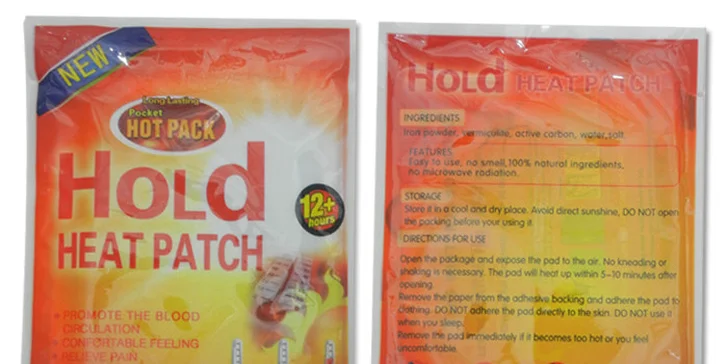 NEW
Long Lasting
Pocket
HOT PACK
Hold
HEAT PATCH
12+
hours
• PROMOTE THE BLOOD
CIRCULATION
• CONFORTABLE FEELING
• RELIEVE PAIN
Hold HEAT PATCH
INGREDIENTS
Iron powder, vermiculite, active carbon, water,salt.
FEATURES
Easy to use, no smell,100% natural ingredients,
no microwave radiation.
STORAGE
Store it in a cool and dry place. Avoid direct sunshine, DO NOT open
the packing before your using it.
DIRECTIONS FOR USE
Open the package and expose the pad to the air. No kneading or
shaking is necessary. The pad will heat up within 5-10 minutes after
opening.
Remove the paper from the adhesive backing and adhere the pad to
clothing. DO NOT adhere the pad directly to the skin. DO NOT use it
when you sleep.
Remove the pad immediately if it becomes too hot or you feel
uncomfortable.